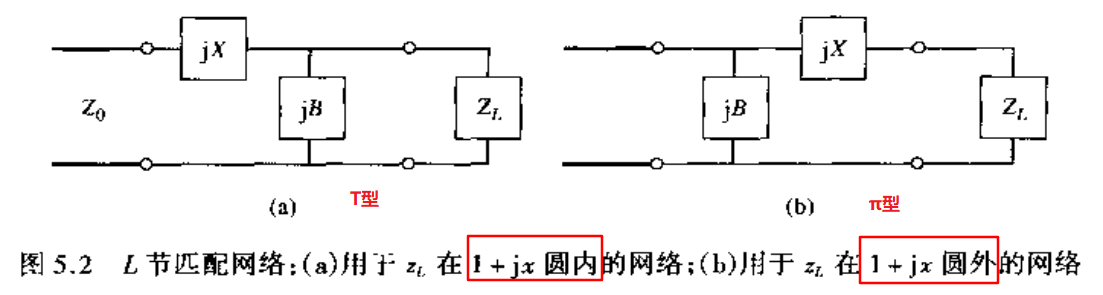 jX
jX
Z₀
jB
Z_L
jB
Z_L
(a)
T型
(b)
π型
图 5.2 L 节匹配网络;(a)用于 z_L 在 1 + jx 圆内的网络;(b)用于 z_L 在 1 + jx 圆外的网络